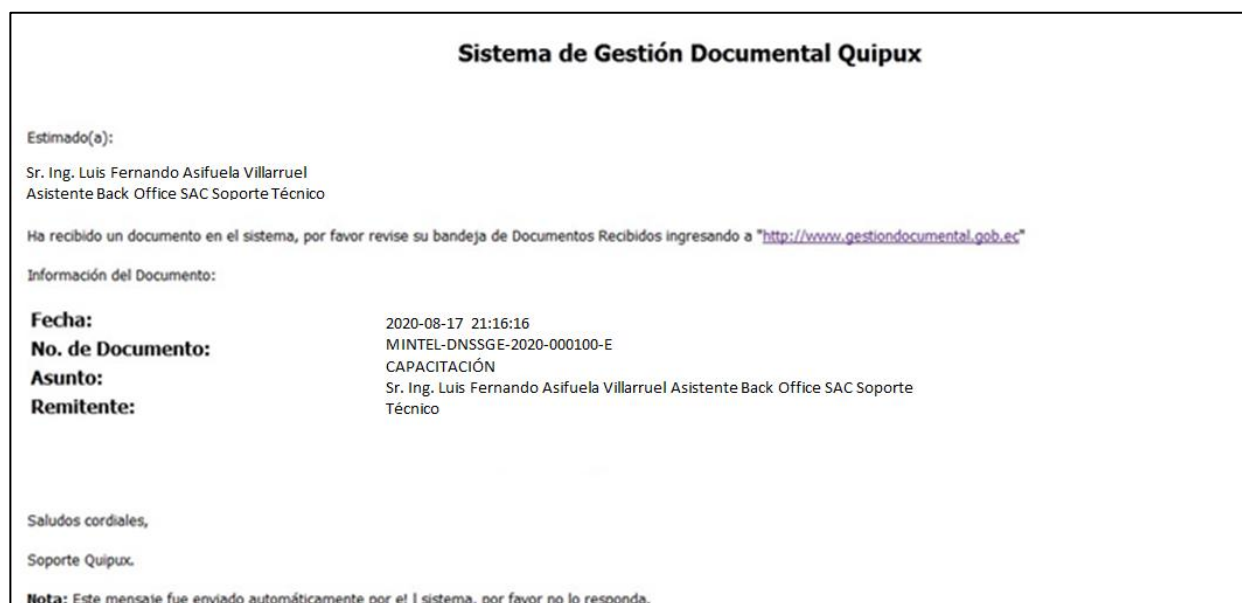 Sistema de Gestión Documental Quipux
Estimado(a):
Sr. Ing. Luis Fernando Asifuela Villarruel
Asistente Back Office SAC Soporte Técnico
Ha recibido un documento en el sistema, por favor revise su bandeja de Documentos Recibidos ingresando a "http://www.gestiondocumental.gob.ec"
Información del Documento:
Fecha: 2020-08-17 21:16:16
No. de Documento: MINTEL-DNSSGE-2020-000100-E
Asunto: CAPACITACIÓN
Remitente: Sr. Ing. Luis Fernando Asifuela Villarruel Asistente Back Office SAC Soporte
Técnico
Saludos cordiales,
Soporte Quipux.
Nota: Este mensaje fue enviado automáticamente por el l sistema, por favor no lo responda.